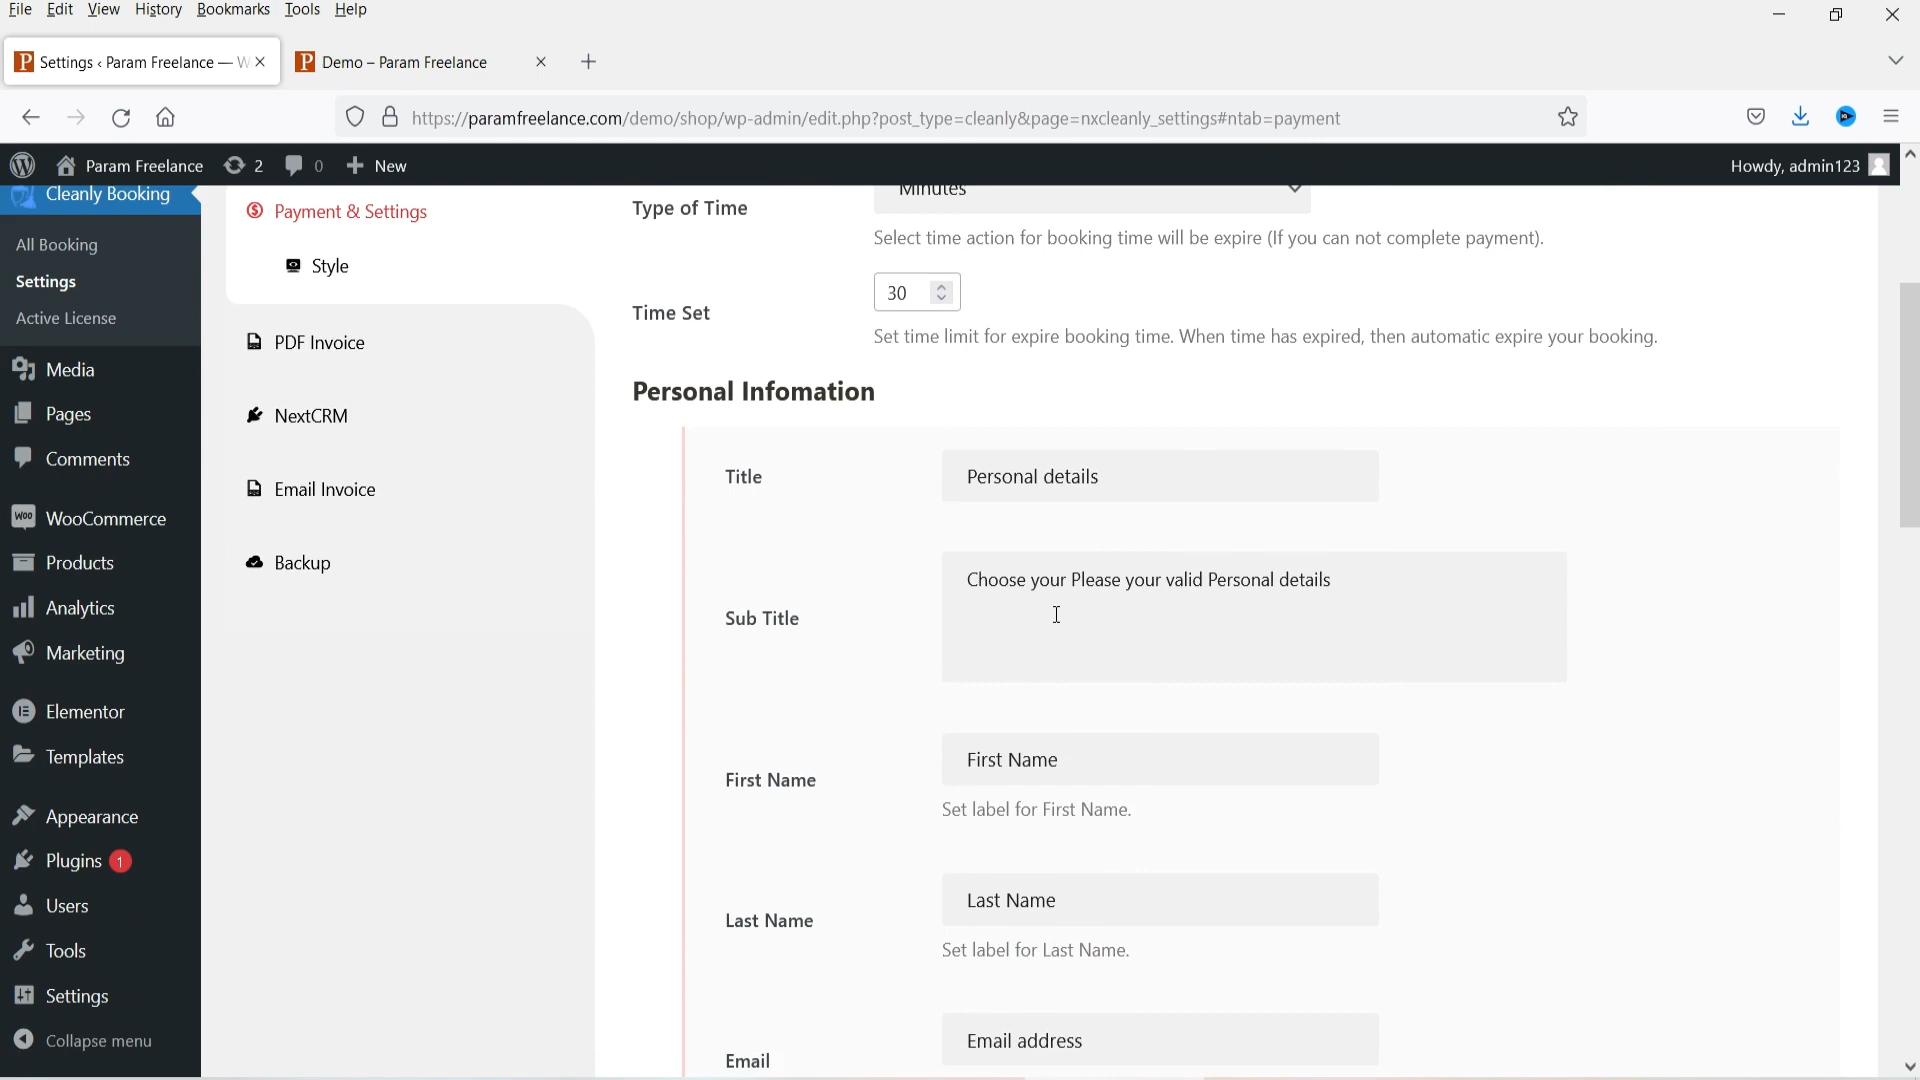 File Edit View History Bookmarks Tools Help
Settings ‹ Param Freelance — W
Demo – Param Freelance
https://paramfreelance.com/demo/shop/wp-admin/edit.php?post_type=cleanly&page=nxcleanly_settings#ntab=payment
Param Freelance 2 0 + New
Howdy, admin123
Cleanly Booking
All Booking
Settings
Active License
Media
Pages
Comments
WooCommerce
Products
Analytics
Marketing
Elementor
Templates
Appearance
Plugins 1
Users
Tools
Settings
Collapse menu
Payment & Settings
Style
PDF Invoice
NextCRM
Email Invoice
Backup
Type of Time
Minutes
Select time action for booking time will be expire (If you can not complete payment).
Time Set
30
Set time limit for expire booking time. When time has expired, then automatic expire your booking.
Personal Infomation
Title
Personal details
Sub Title
Choose your Please your valid Personal details
First Name
First Name
Set label for First Name.
Last Name
Last Name
Set label for Last Name.
Email
Email address